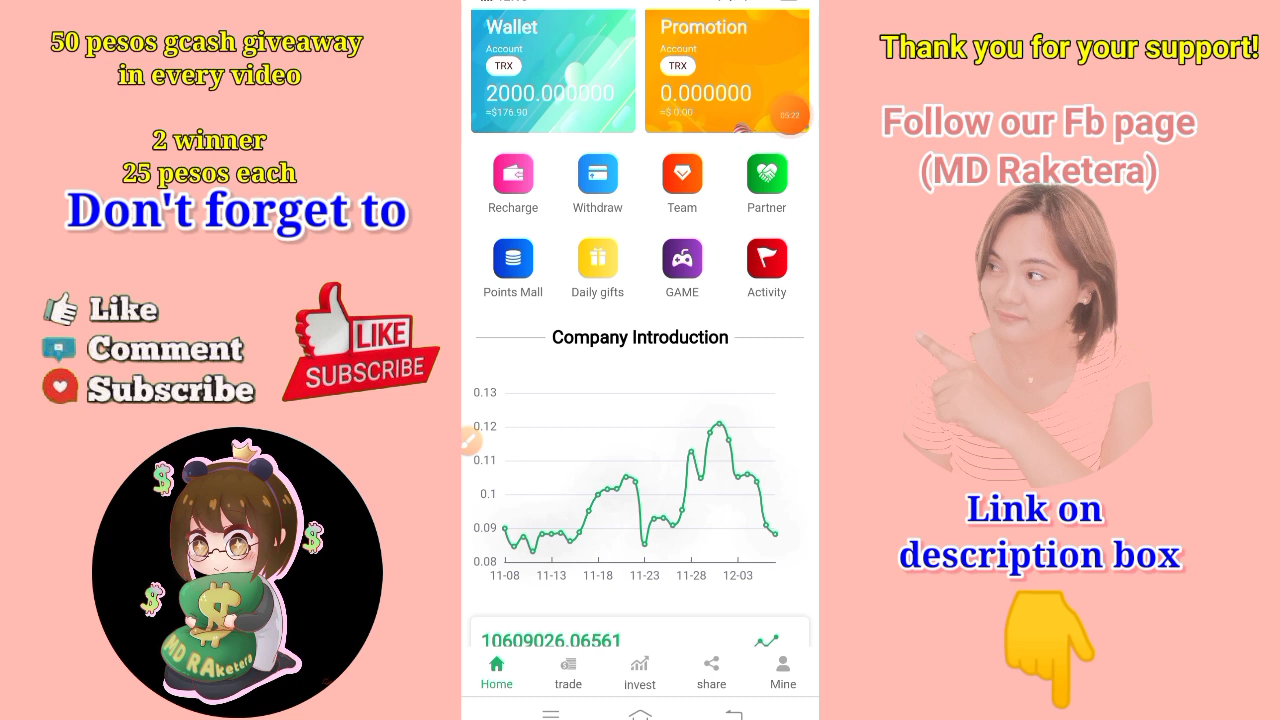 50 pesos gcash giveaway
in every video
2 winner
25 pesos each
Don't forget to
Like
Comment
Subscribe
LIKE
SUBSCRIBE
MD RAketera
Wallet
Account
TRX
2000.000000
≈$176.90
Promotion
Account
TRX
0.000000
≈$ 0.00
05:22
Recharge
Withdraw
Team
Partner
Points Mall
Daily gifts
GAME
Activity
Company Introduction
0.13
0.12
0.11
0.1
0.09
0.08
11-08
11-13
11-18
11-23
11-28
12-03
10609026.06561
Home
trade
invest
share
Mine
Thank you for your support!
Follow our Fb page
(MD Raketera)
Link on
description box